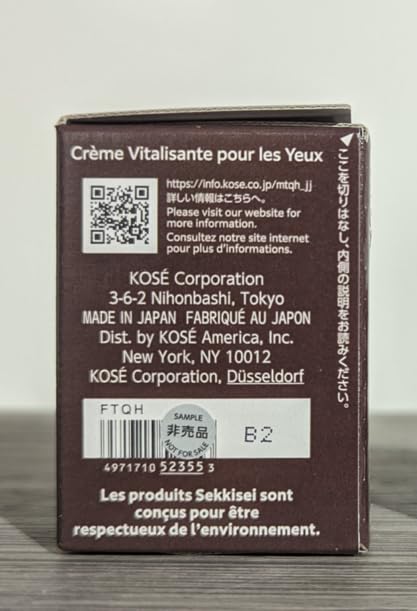 Crème Vitalisante pour les Yeux
https://info.kose.co.jp/mtqh_jj
詳しい情報はこちらへ。
Please visit our website for
more information.
Consultez notre site internet
pour plus d'informations.
KOSÉ Corporation
3-6-2 Nihonbashi, Tokyo
MADE IN JAPAN FABRIQUÉ AU JAPON
Dist. by KOSÉ America, Inc.
New York, NY 10012
KOSÉ Corporation, Düsseldorf
FTQH
SAMPLE
非売品
NOT FOR SALE
B2
4971710 52355 3
Les produits Sekkisei sont
conçus pour être
respectueux de l'environnement.
ここを切りはなし、内側の説明をお読みください。